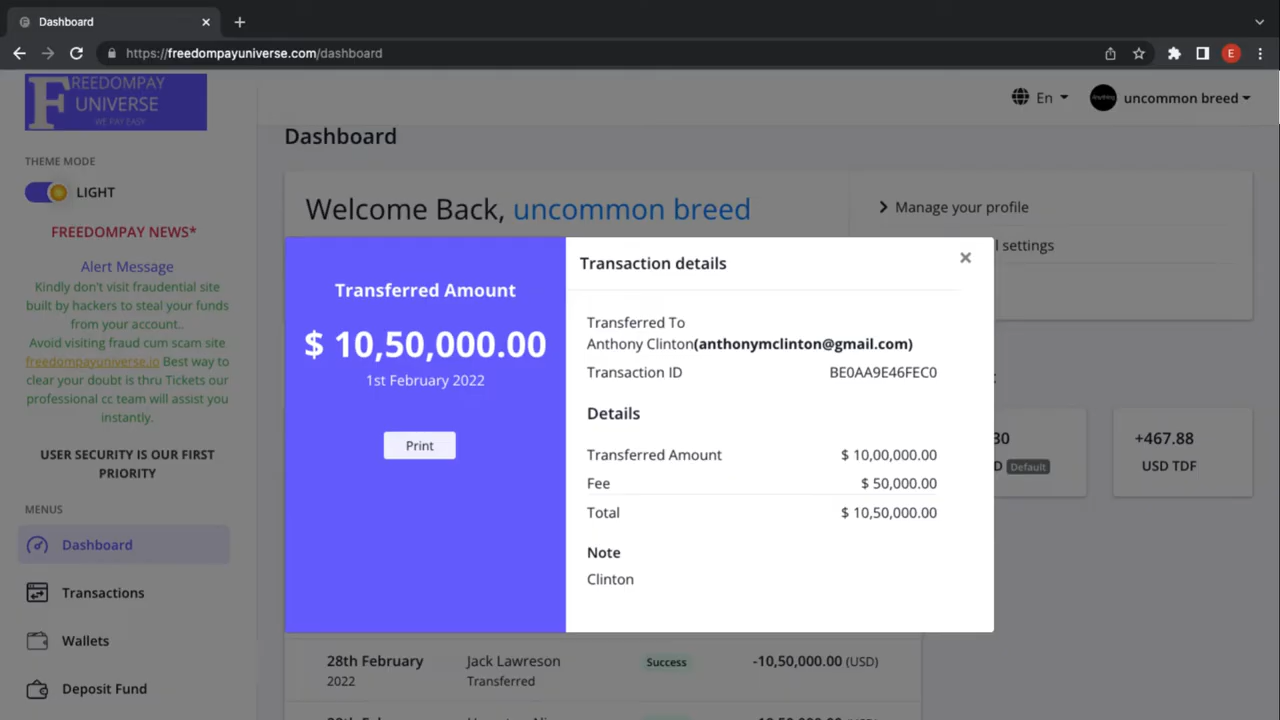 Dashboard
https://freedompayuniverse.com/dashboard
E
FREEDOMPAY
UNIVERSE
WE PAY EASY
En
uncommon breed
THEME MODE
LIGHT
FREEDOMPAY NEWS*
Alert Message
Kindly don't visit fraudential site
built by hackers to steal your funds
from your account..
Avoid visiting fraud cum scam site
freedompayuniverse.io Best way to
clear your doubt is thru Tickets our
professional cc team will assist you
instantly.
USER SECURITY IS OUR FIRST
PRIORITY
MENUS
Dashboard
Transactions
Wallets
Deposit Fund
Dashboard
Welcome Back, uncommon breed
Manage your profile
l settings
Transferred Amount
$ 10,50,000.00
1st February 2022
Print
Transaction details
Transferred To
Anthony Clinton(anthonymclinton@gmail.com)
Transaction ID BE0AA9E46FEC0
Details
Transferred Amount $ 10,00,000.00
Fee $ 50,000.00
Total $ 10,50,000.00
Note
Clinton
30
D Default
+467.88
USD TDF
28th February Jack Lawreson Success -10,50,000.00 (USD)
2022 Transferred